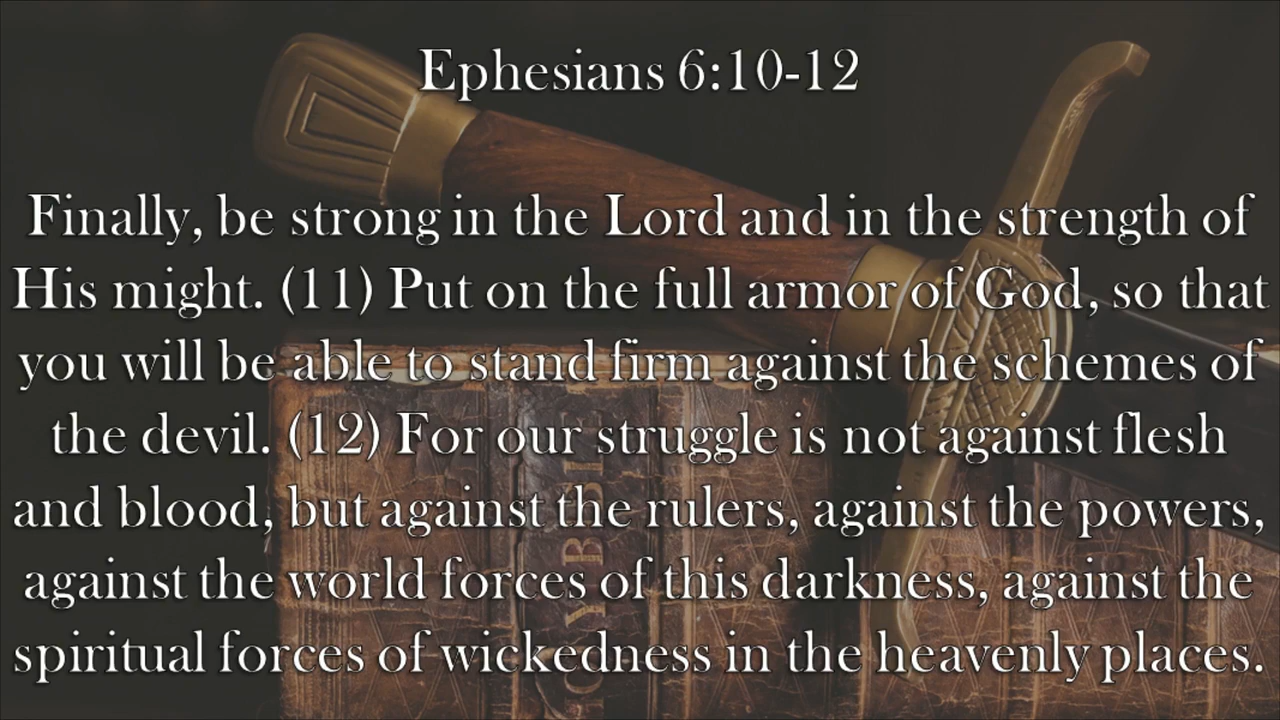 Ephesians 6:10-12
Finally, be strong in the Lord and in the strength of
His might. (11) Put on the full armor of God, so that
you will be able to stand firm against the schemes of
the devil. (12) For our struggle is not against flesh
and blood, but against the rulers, against the powers,
against the world forces of this darkness, against the
spiritual forces of wickedness in the heavenly places.